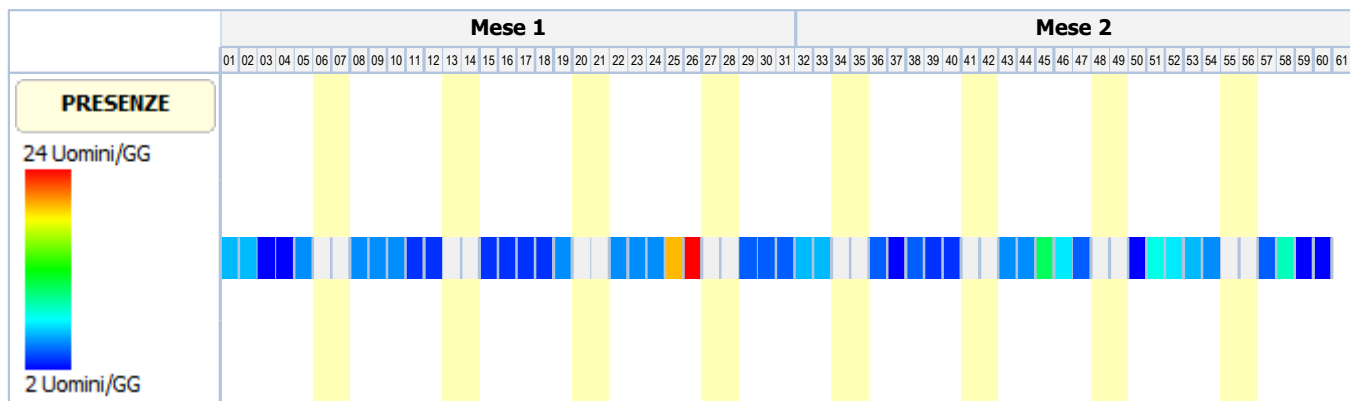 Mese 1 Mese 2
01 02 03 04 05 06 07 08 09 10 11 12 13 14 15 16 17 18 19 20 21 22 23 24 25 26 27 28 29 30 31 32 33 34 35 36 37 38 39 40 41 42 43 44 45 46 47 48 49 50 51 52 53 54 55 56 57 58 59 60 61
PRESENZE
24 Uomini/GG
2 Uomini/GG